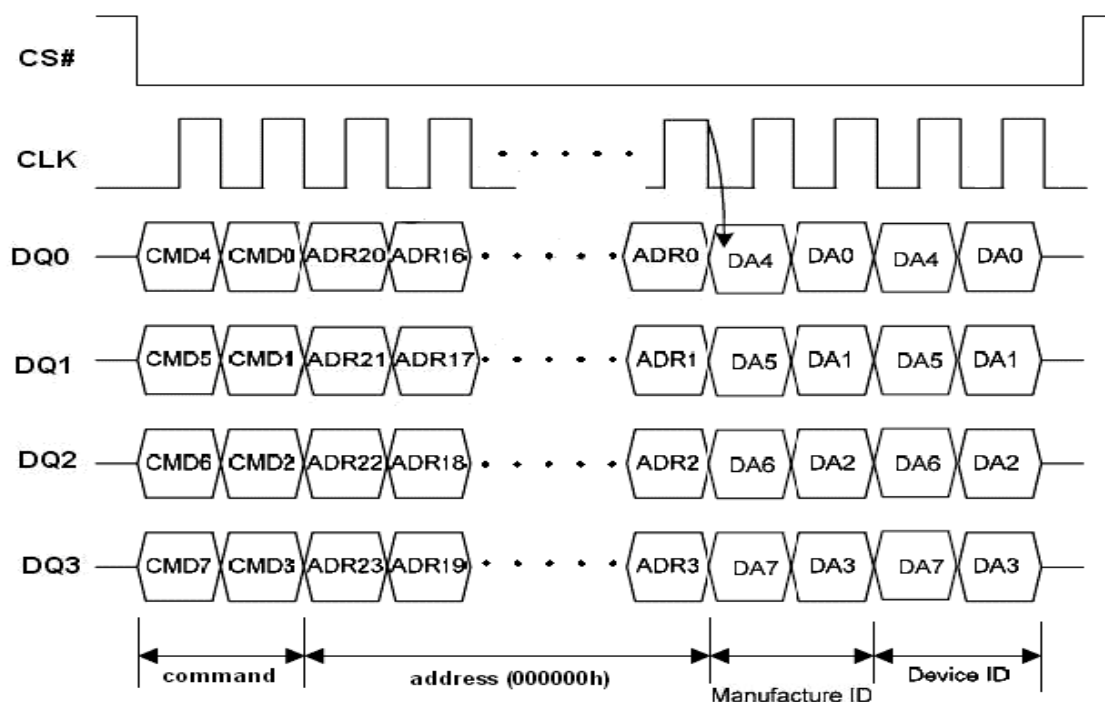 CS#
CLK
DQ0 CMD4 CMD0 ADR20 ADR16 ADR0 DA4 DA0 DA4 DA0
DQ1 CMD5 CMD1 ADR21 ADR17 ADR1 DA5 DA1 DA5 DA1
DQ2 CMD6 CMD2 ADR22 ADR18 ADR2 DA6 DA2 DA6 DA2
DQ3 CMD7 CMD3 ADR23 ADR19 ADR3 DA7 DA3 DA7 DA3
command address (000000h) Manufacture ID Device ID